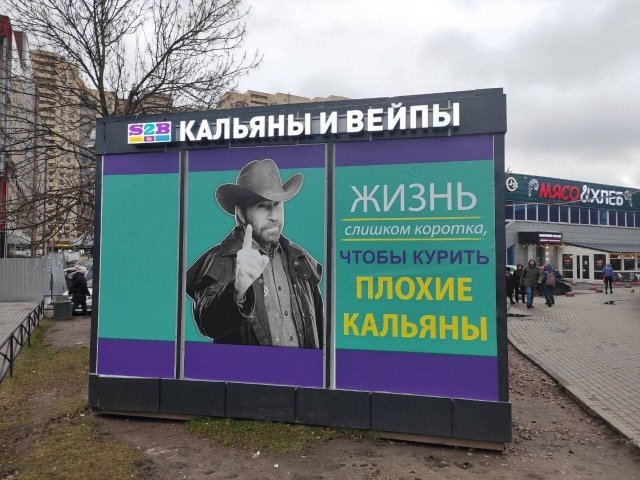 S2B
КАЛЬЯНЫ И ВЕЙПЫ
ЖИЗНЬ
слишком коротка,
ЧТОБЫ КУРИТЬ
ПЛОХИЕ
КАЛЬЯНЫ
МЯСО&ХЛЕБ